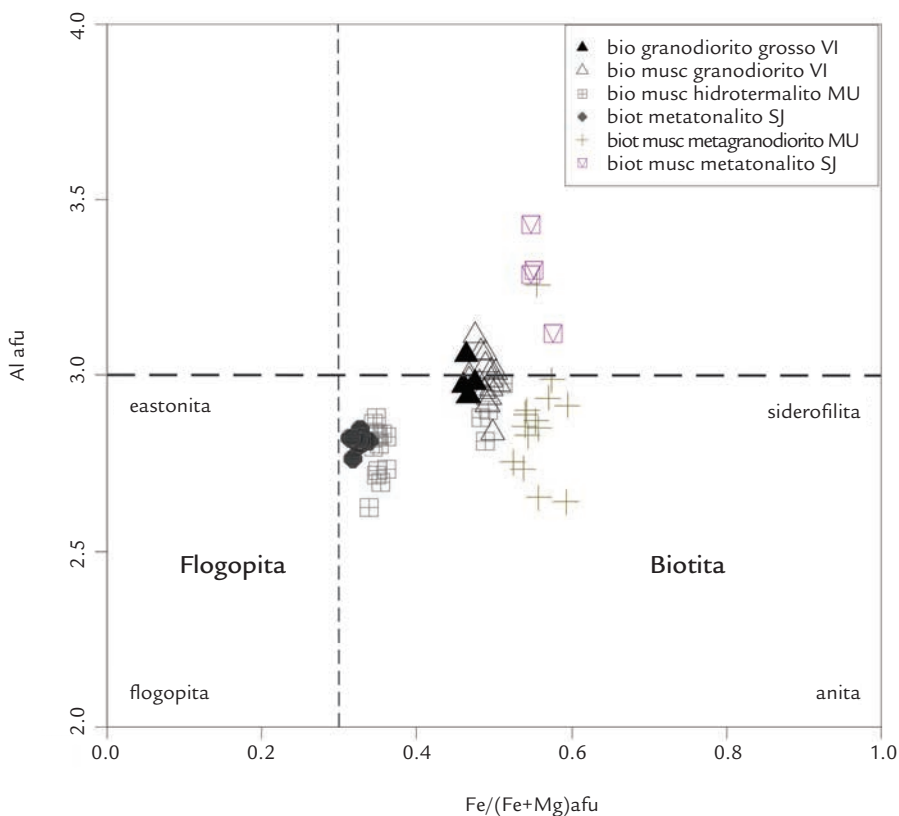 4.0
bio granodiorito grosso VI
bio musc granodiorito VI
bio musc hidrotermalito MU
biot metatonalito SJ
biot musc metagranodiorito MU
biot musc metatonalito SJ
3.5
Al afu
3.0
eastonita
siderofilita
2.5
Flogopita
Biotita
flogopita
anita
2.0
0.0
0.2
0.4
0.6
0.8
1.0
Fe/(Fe+Mg)afu